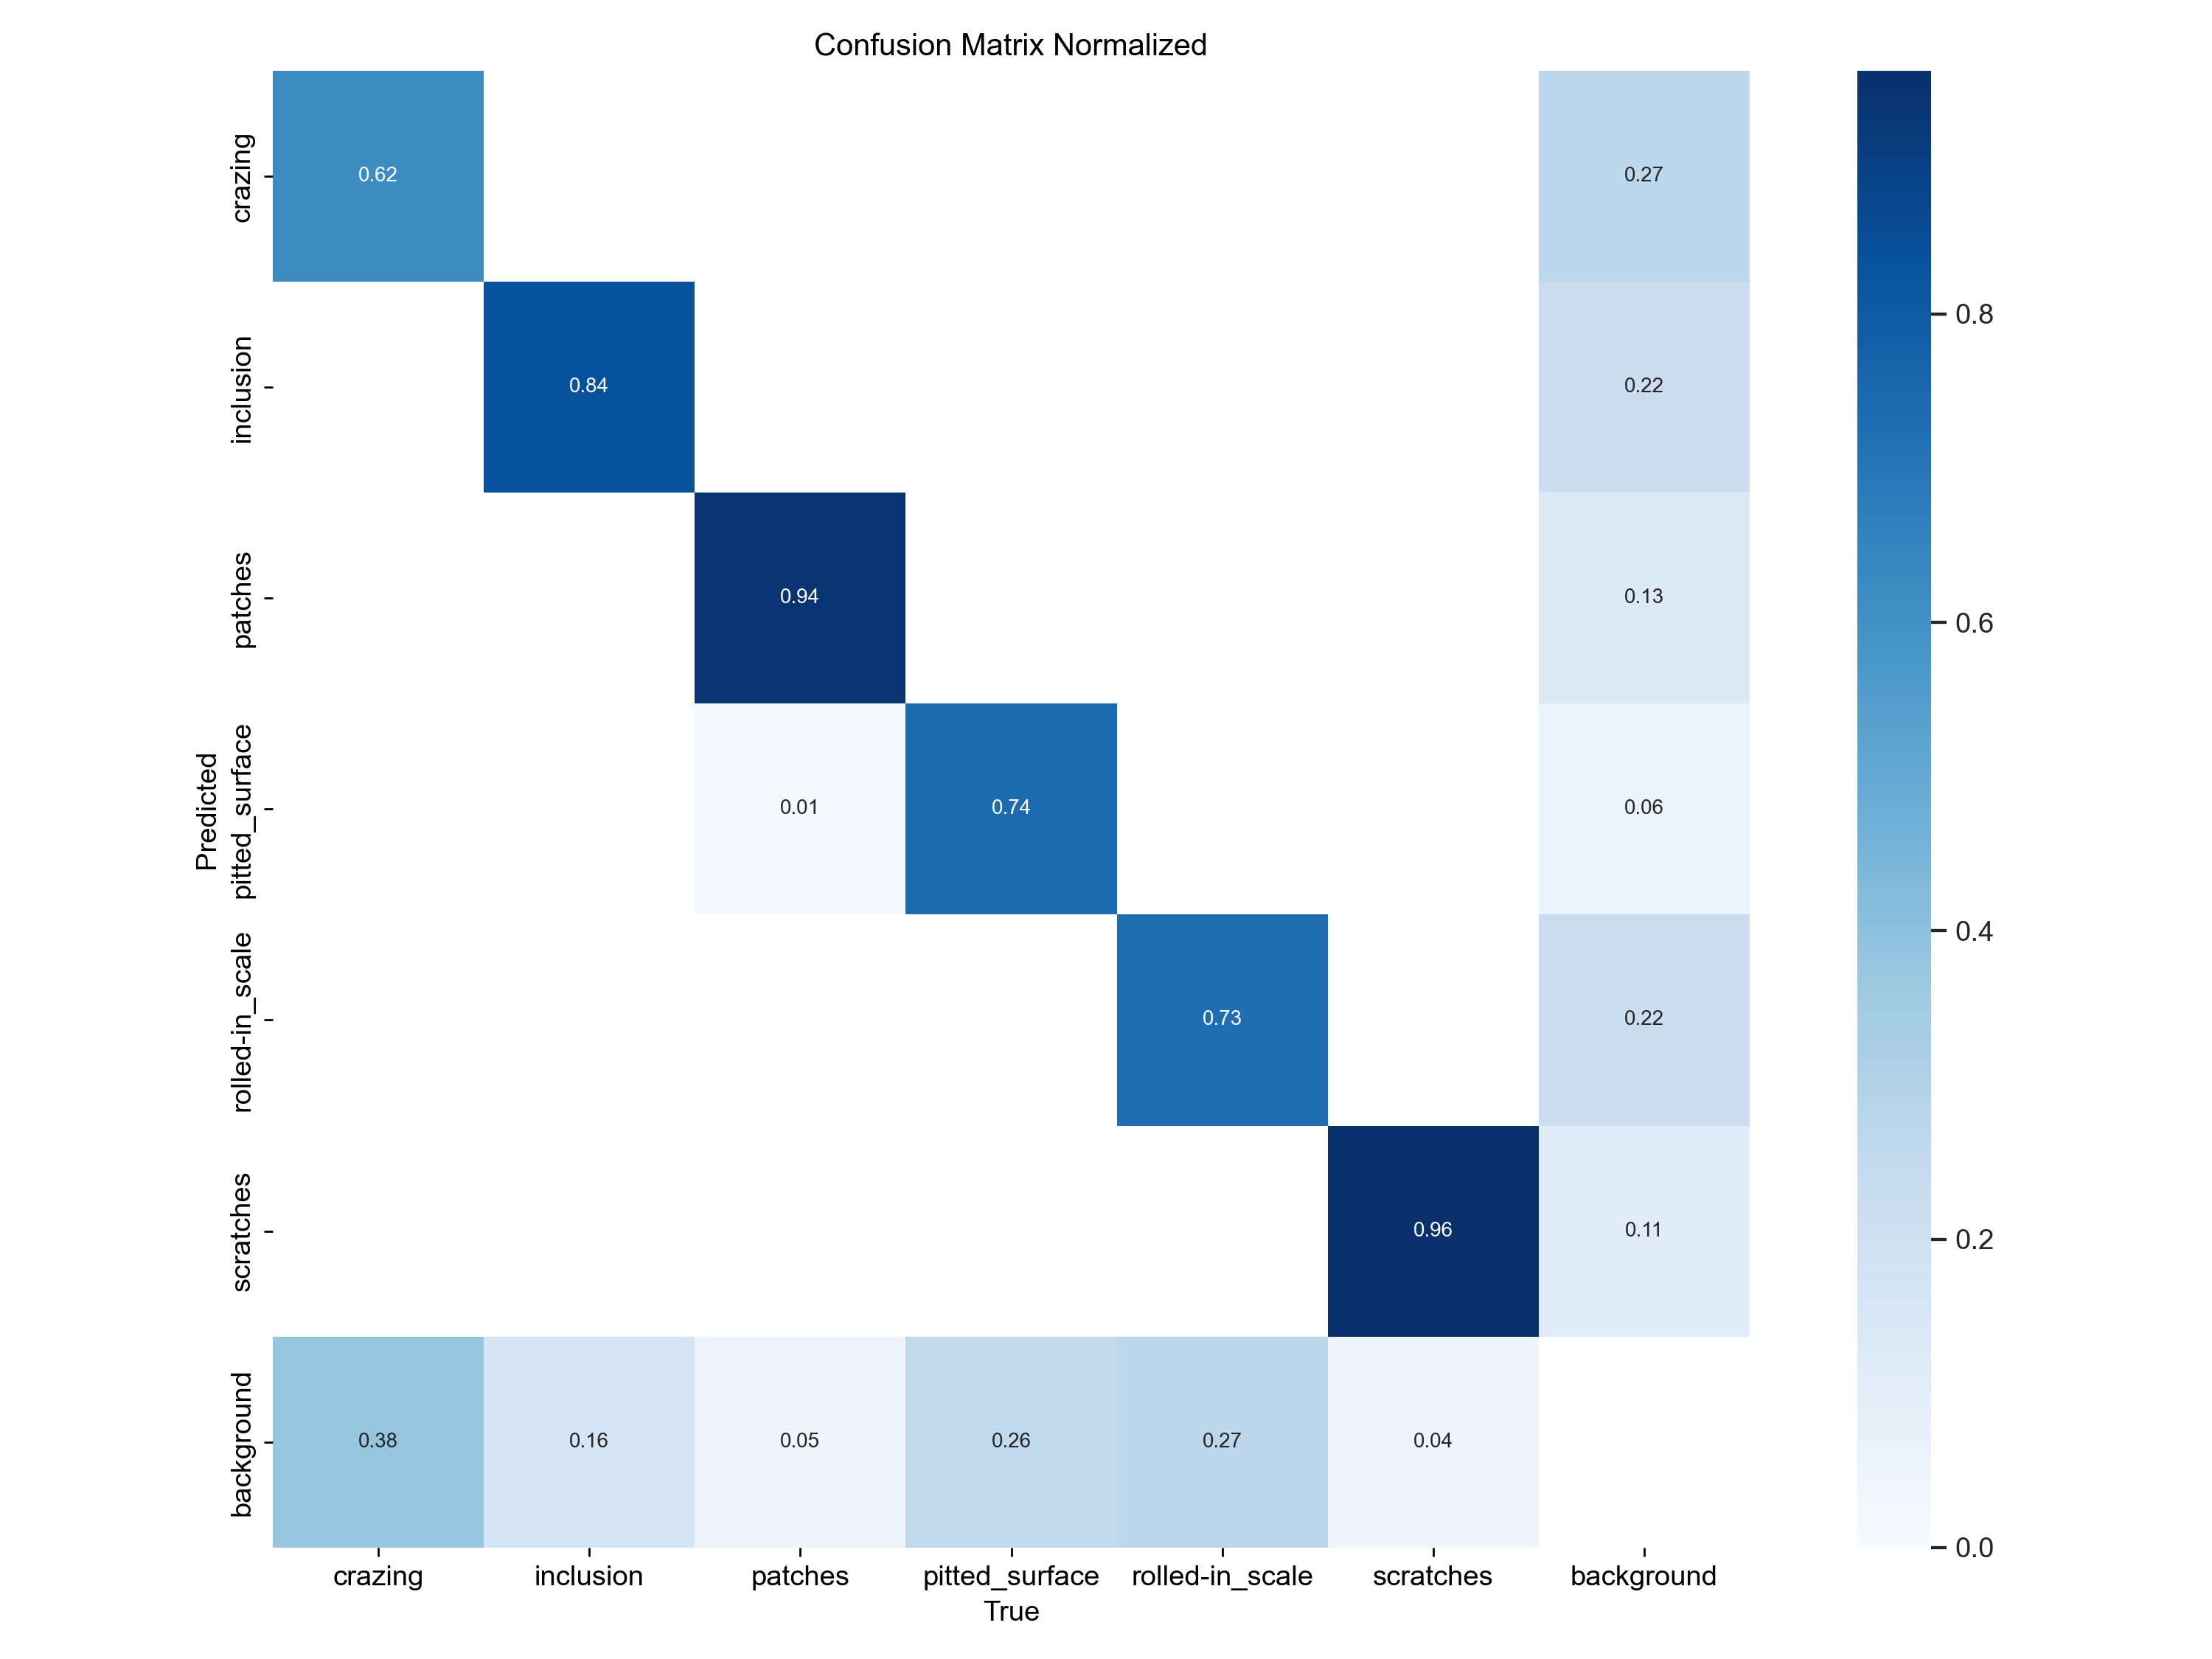 Confusion Matrix Normalized
crazing
0.62
0.27
inclusion
0.84
0.22
patches
0.94
0.13
Predicted
pitted_surface
0.01
0.74
0.06
rolled-in_scale
0.73
0.22
scratches
0.96
0.11
background
0.38
0.16
0.05
0.26
0.27
0.04
crazing
inclusion
patches
pitted_surface
rolled-in_scale
scratches
background
True
0.8
0.6
0.4
0.2
0.0